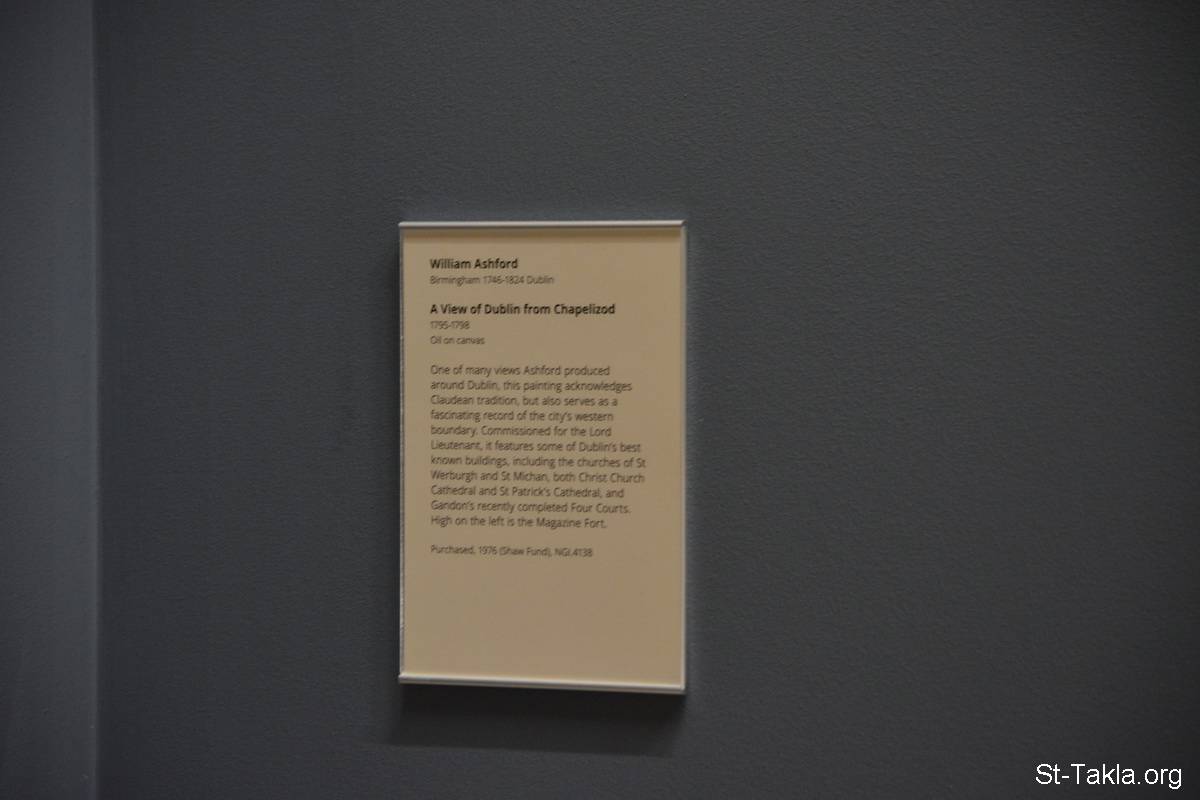 William Ashford
Birmingham 1746-1824 Dublin
A View of Dublin from Chapelizod
1795-1798
Oil on canvas
One of many views Ashford produced
around Dublin, this painting acknowledges
Claudean tradition, but also serves as a
fascinating record of the city's western
boundary. Commissioned for the Lord
Lieutenant, it features some of Dublin's best
known buildings, including the churches of St
Werburgh and St Michan, both Christ Church
Cathedral and St Patrick's Cathedral, and
Gandon's recently completed Four Courts.
High on the left is the Magazine Fort.
Purchased, 1976 (Shaw Fund), NGI.4138
St-Takla.org